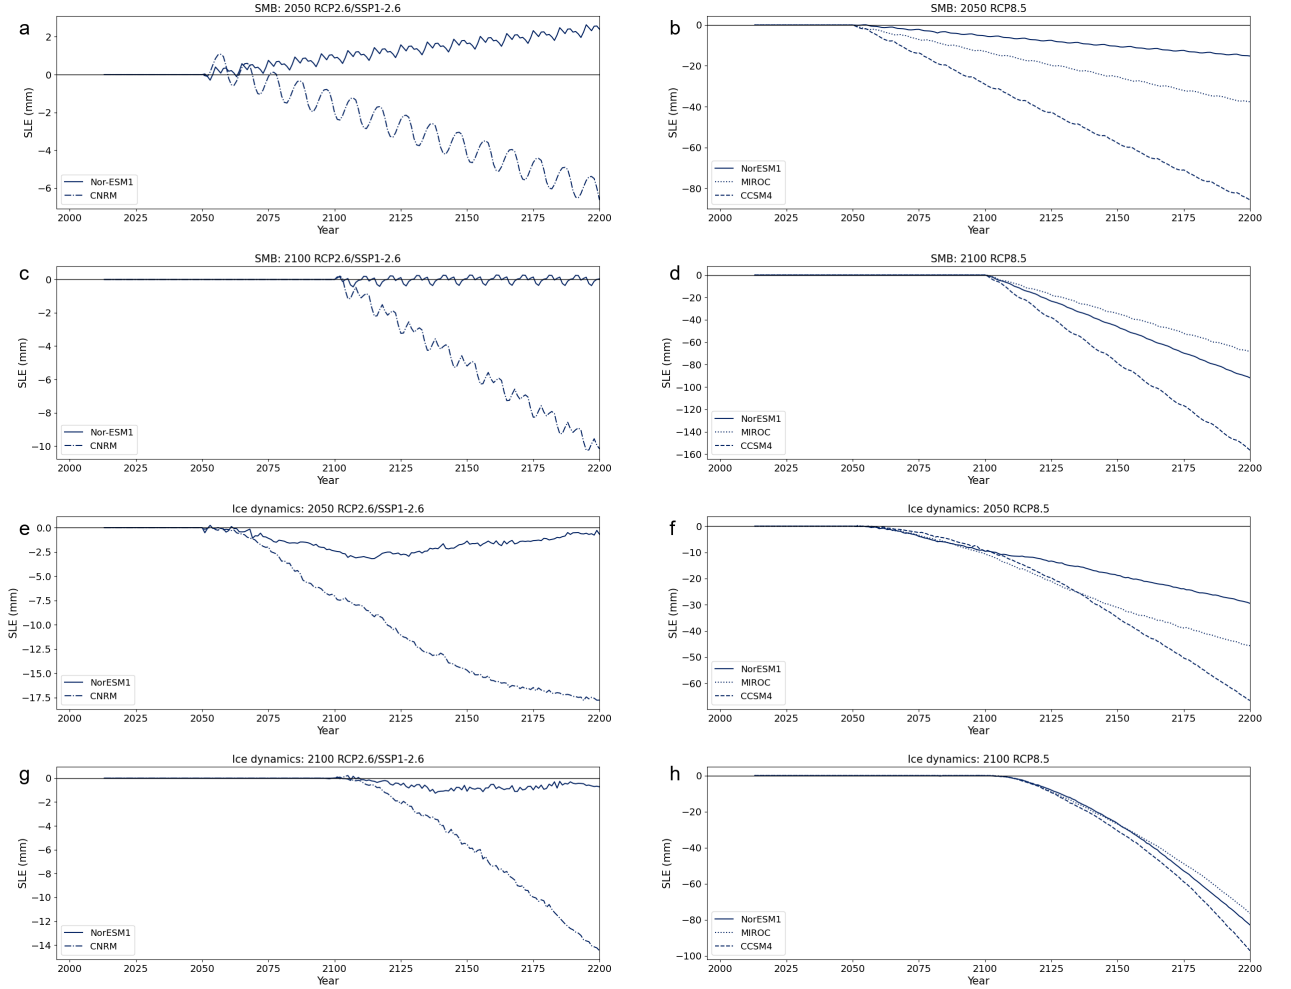 a
SMB: 2050 RCP2.6/SSP1-2.6
2
0
−2
−4
−6
SLE (mm)
Nor-ESM1
CNRM
2000 2025 2050 2075 2100 2125 2150 2175 2200
Year
b
SMB: 2050 RCP8.5
0
−20
−40
−60
−80
SLE (mm)
NorESM1
MIROC
CCSM4
2000 2025 2050 2075 2100 2125 2150 2175 2200
Year
c
SMB: 2100 RCP2.6/SSP1-2.6
0
−2
−4
−6
−8
−10
SLE (mm)
Nor-ESM1
CNRM
2000 2025 2050 2075 2100 2125 2150 2175 2200
Year
d
SMB: 2100 RCP8.5
0
−20
−40
−60
−80
−100
−120
−140
−160
SLE (mm)
NorESM1
MIROC
CCSM4
2000 2025 2050 2075 2100 2125 2150 2175 2200
Year
e
Ice dynamics: 2050 RCP2.6/SSP1-2.6
0.0
−2.5
−5.0
−7.5
−10.0
−12.5
−15.0
−17.5
SLE (mm)
NorESM1
CNRM
2000 2025 2050 2075 2100 2125 2150 2175 2200
Year
f
Ice dynamics: 2050 RCP8.5
0
−10
−20
−30
−40
−50
−60
SLE (mm)
NorESM1
MIROC
CCSM4
2000 2025 2050 2075 2100 2125 2150 2175 2200
Year
g
Ice dynamics: 2100 RCP2.6/SSP1-2.6
0
−2
−4
−6
−8
−10
−12
−14
SLE (mm)
NorESM1
CNRM
2000 2025 2050 2075 2100 2125 2150 2175 2200
Year
h
Ice dynamics: 2100 RCP8.5
0
−20
−40
−60
−80
−100
SLE (mm)
NorESM1
MIROC
CCSM4
2000 2025 2050 2075 2100 2125 2150 2175 2200
Year